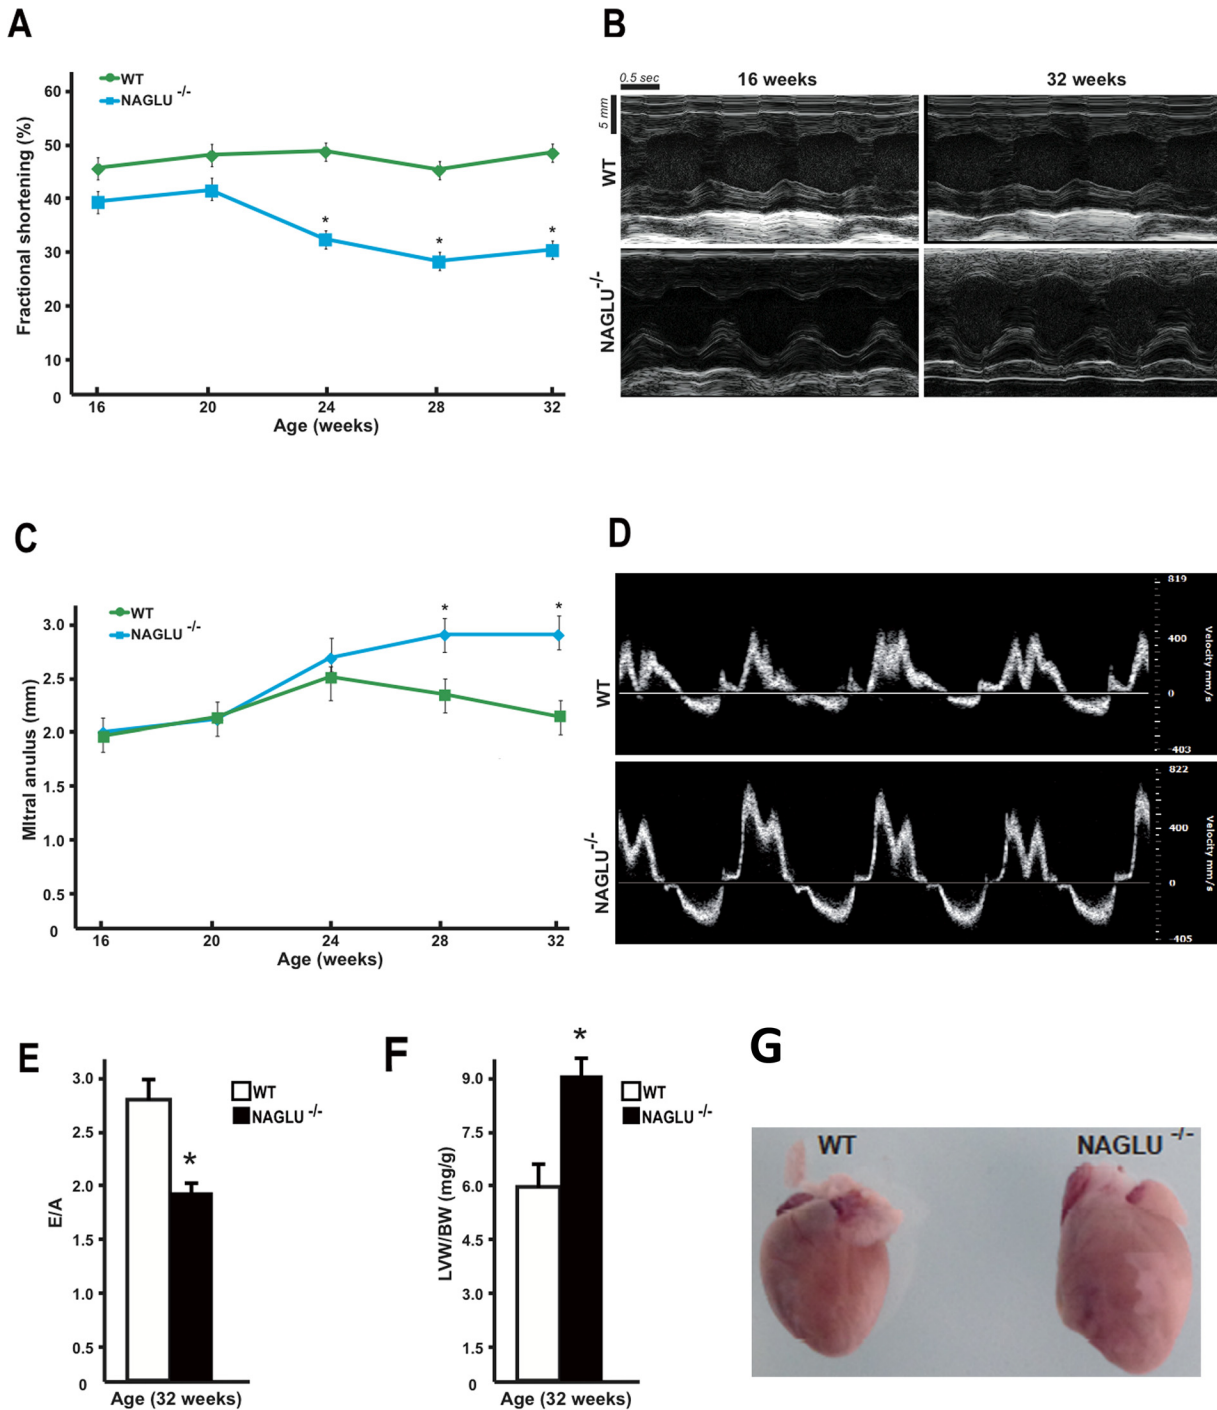 A
WT
NAGLU -/-
Fractional shortening (%)
60
50
40
30
20
10
0
*
*
*
16 20 24 28 32
Age (weeks)
B
0.5 sec
16 weeks
32 weeks
5 mm
WT
NAGLU-/-
C
WT
NAGLU -/-
MItral anulus (mm)
3.0
2.5
2.0
1.5
1.0
0.5
0
*
*
16 20 24 28 32
Age (weeks)
D
WT
819
400
0
-403
Velocity mm/s
NAGLU-/-
822
400
0
-405
Velocity mm/s
E
E/A
3.0
2.5
2.0
1.5
1.0
0.5
0
*
WT
NAGLU -/-
Age (32 weeks)
F
LVW/BW (mg/g)
9.0
7.5
6.0
4.5
3.0
1.5
0
*
WT
NAGLU -/-
Age (32 weeks)
G
WT
NAGLU -/-